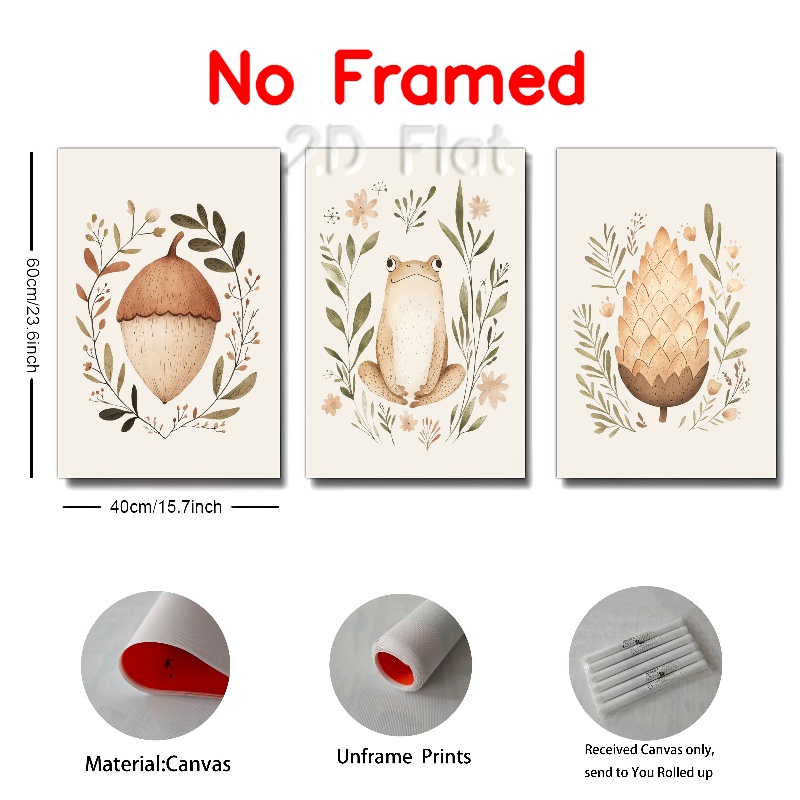 No Framed
2D Flat
60cm/23.6inch
40cm/15.7inch
Material:Canvas
Unframe Prints
Received Canvas only,
send to You Rolled up